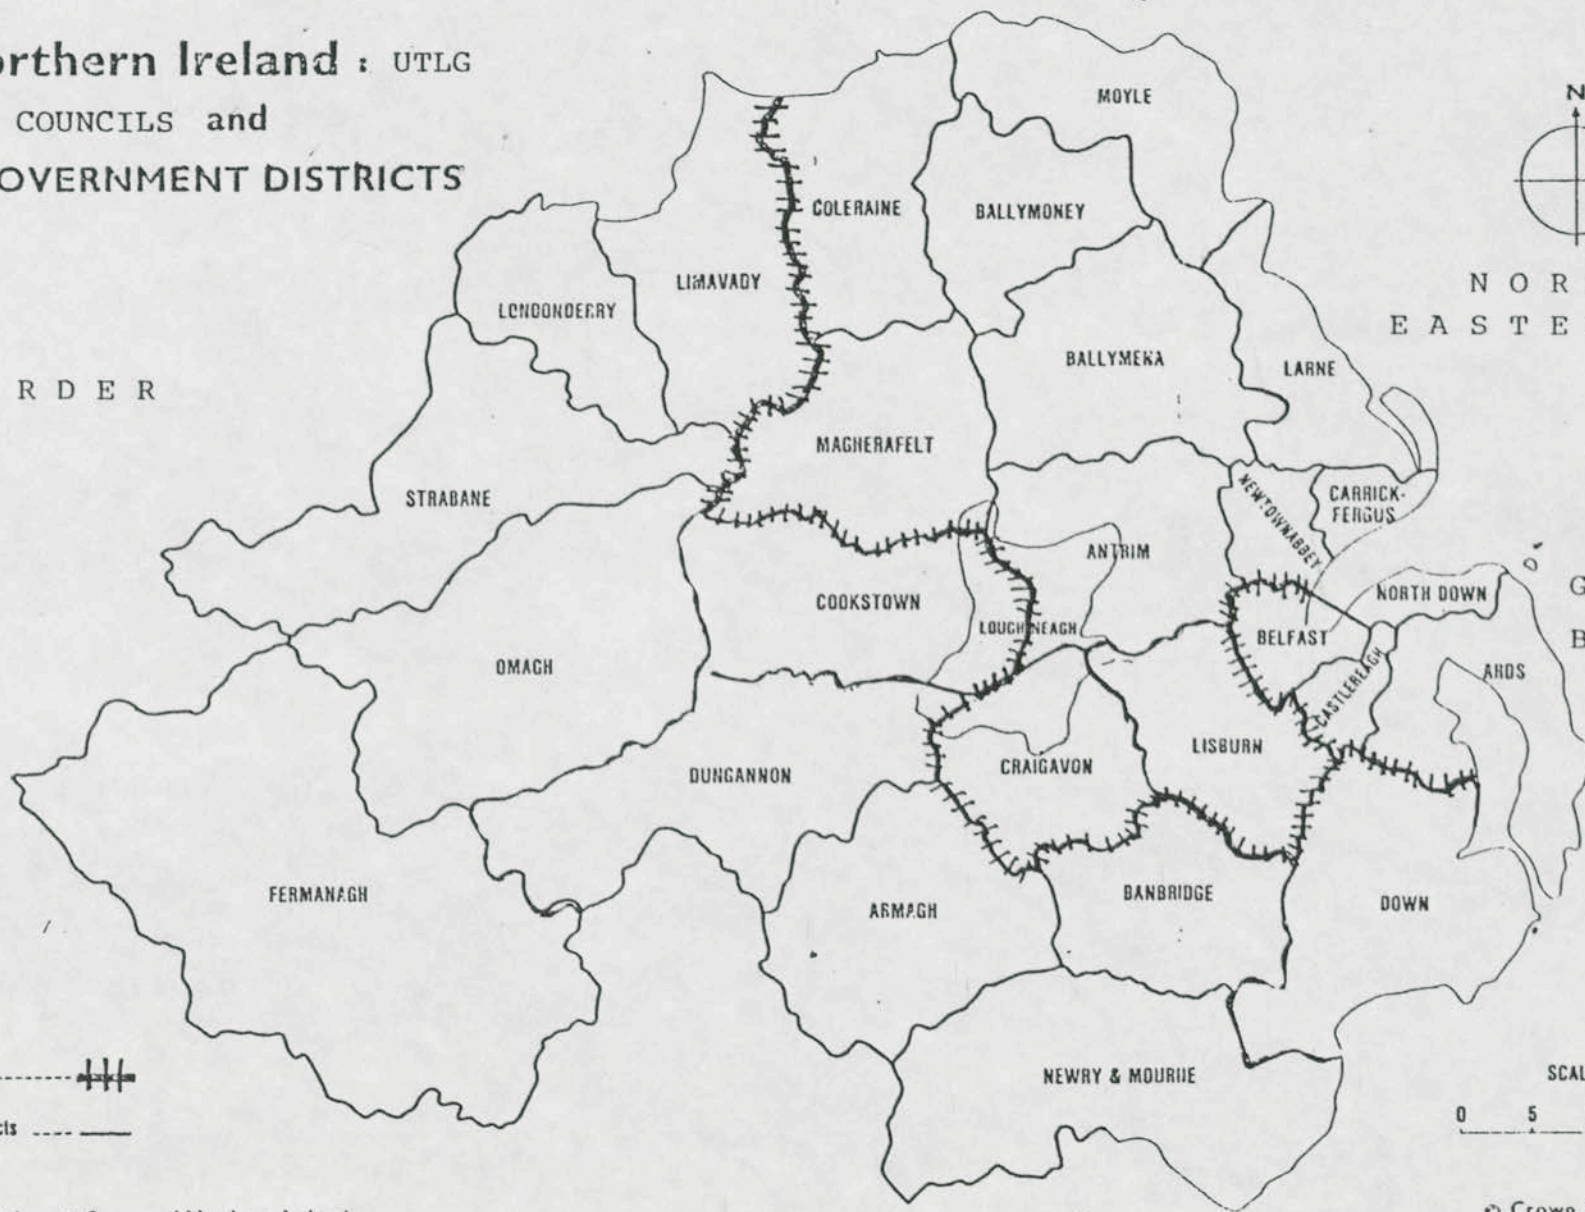 orthern Ireland : UTLG
COUNCILS and
OVERNMENT DISTRICTS
N
MOYLE
COLERAINE
BALLYMONEY
LIMAVADY
LONDONDERRY
NOR
EASTE
RDER
BALLYMENA
LARNE
MAGHERAFELT
STRABANE
NEWTOWNABBEY
CARRICK-
FERGUS
ANTRIM
COOKSTOWN
LOUGH NEAGH
NORTH DOWN
G
B
BELFAST
OMAGH
CASTLEREAGH
ARDS
LISBURN
CRAIGAVON
DUNGANNON
FERMANAGH
ARMAGH
BANBRIDGE
DOWN
NEWRY & MOURNE
SCAL
0 5
cts
© Crown